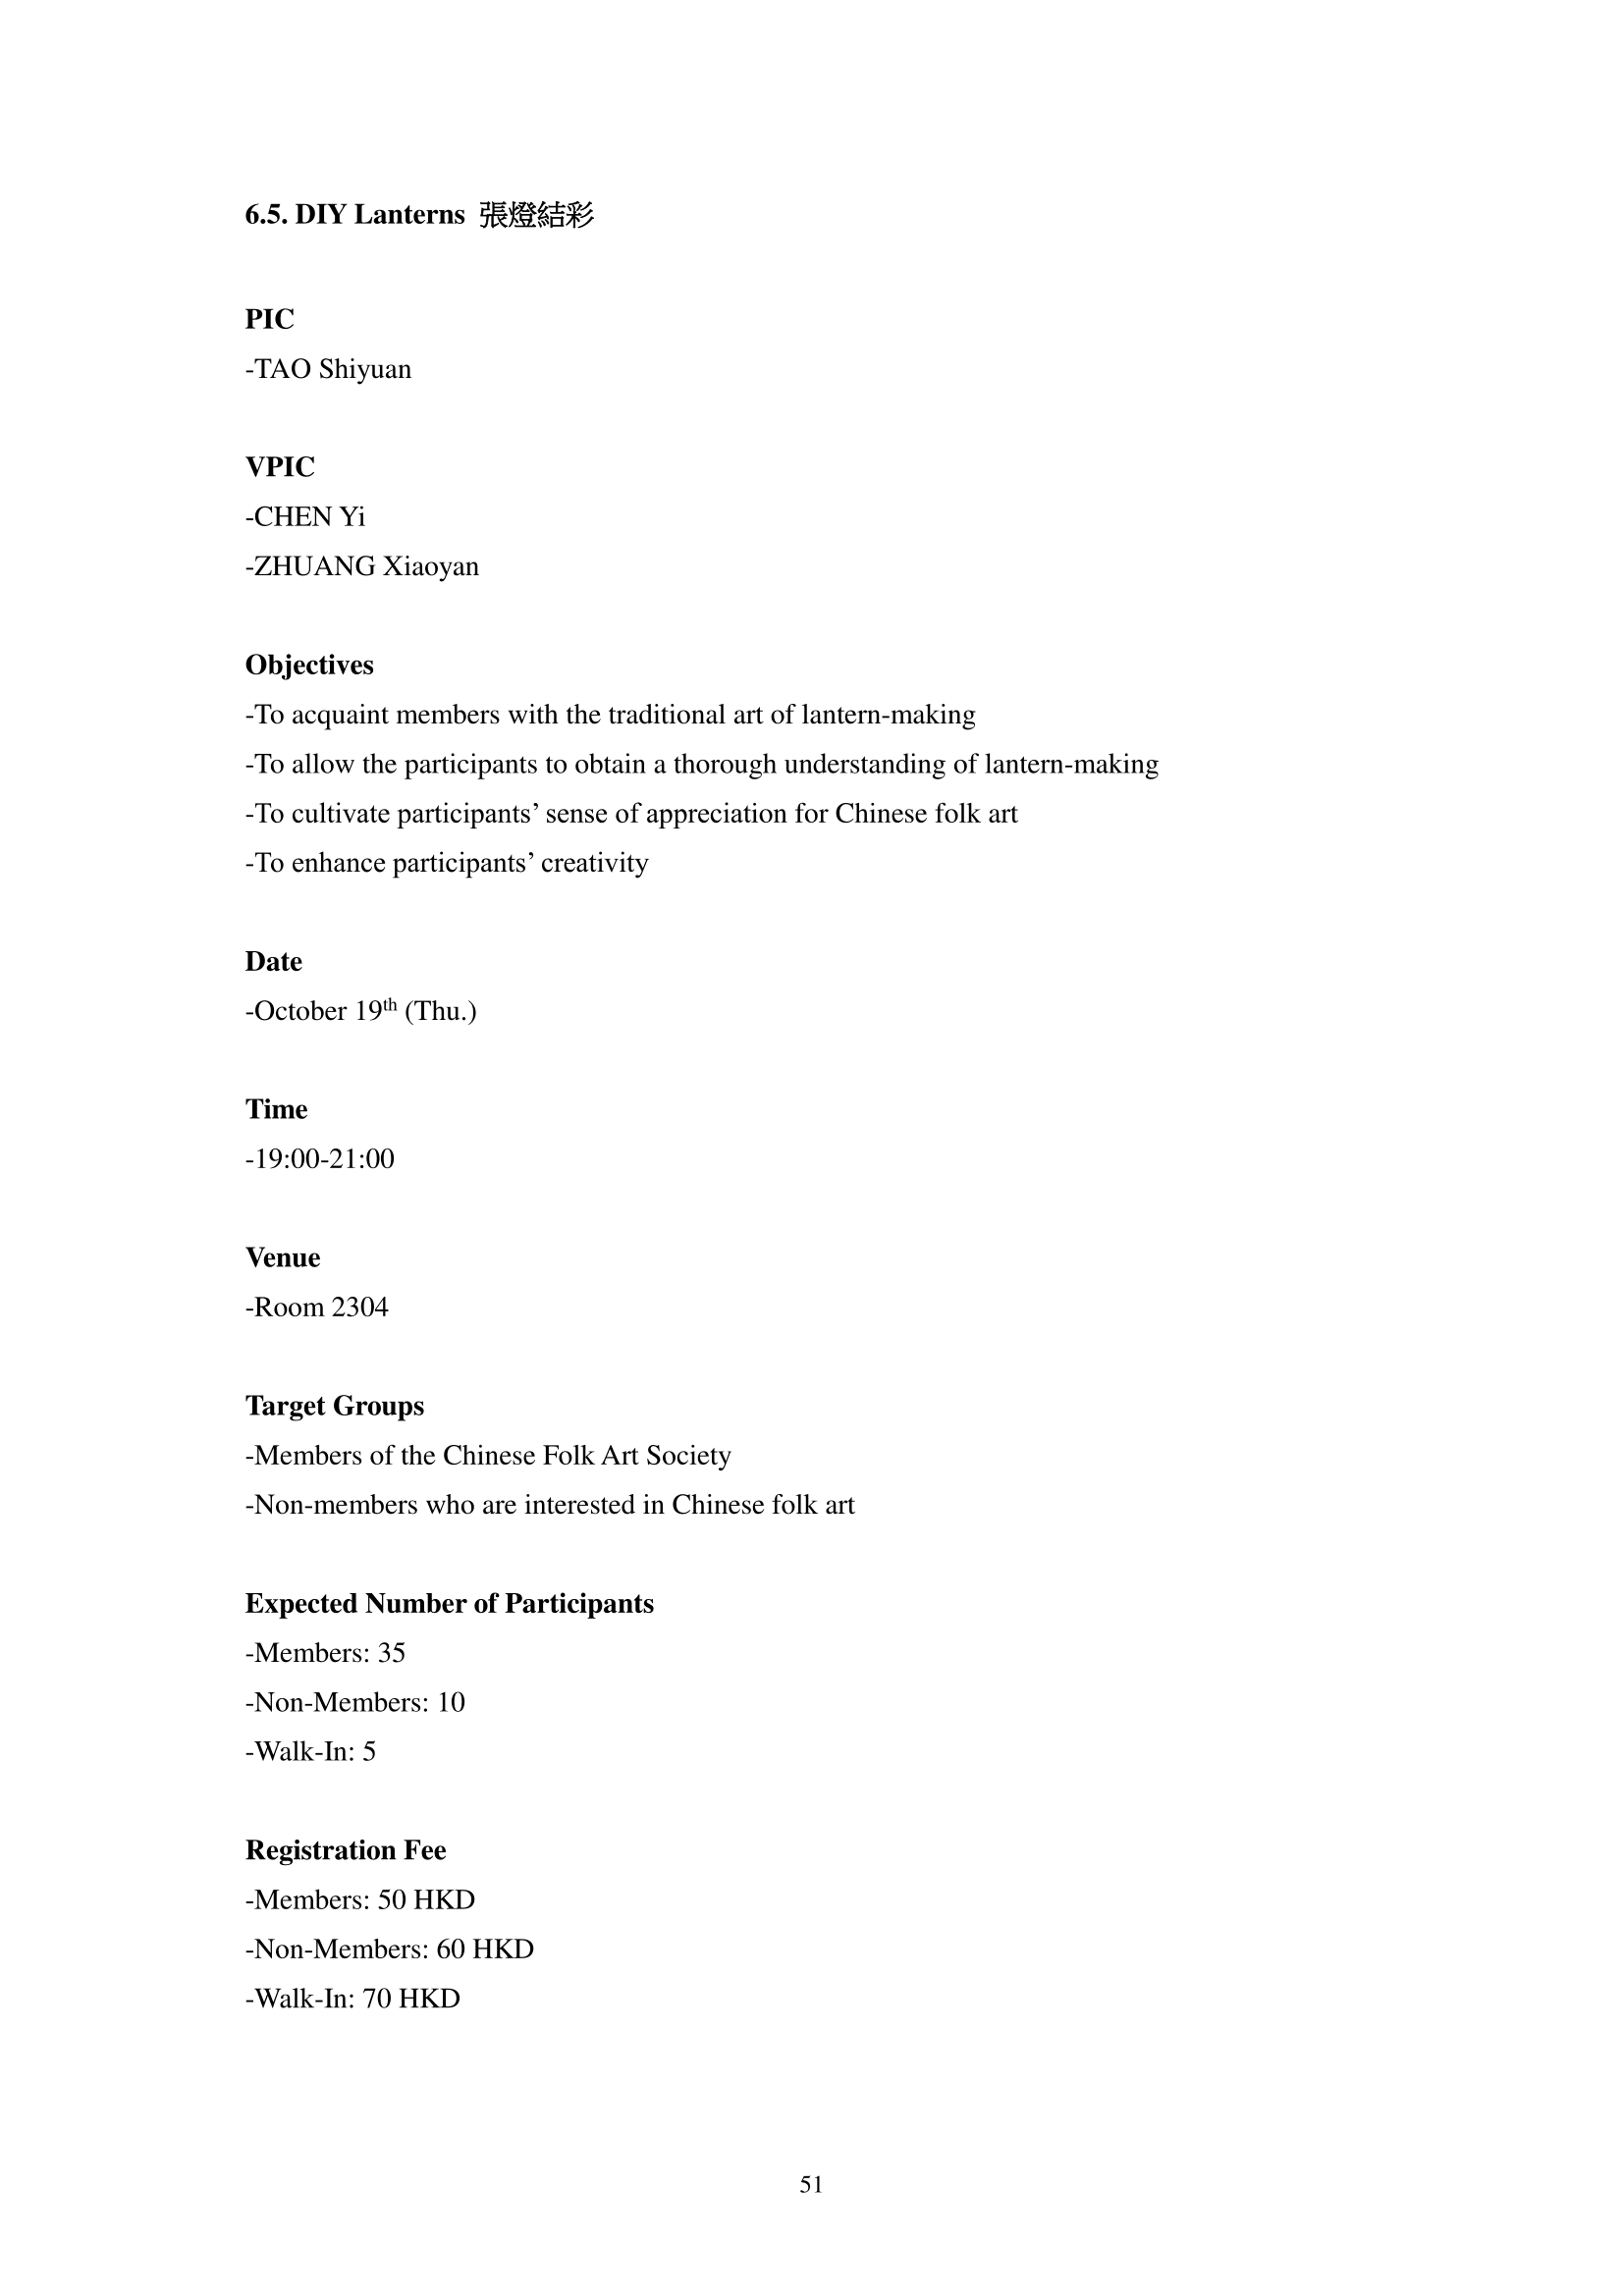 6.5. DIY Lanterns 張燈結彩
PIC
-TAO Shiyuan
VPIC
-CHEN Yi
-ZHUANG Xiaoyan
Objectives
-To acquaint members with the traditional art of lantern-making
-To allow the participants to obtain a thorough understanding of lantern-making
-To cultivate participants’ sense of appreciation for Chinese folk art
-To enhance participants’ creativity
Date
-October 19th (Thu.)
Time
-19:00-21:00
Venue
-Room 2304
Target Groups
-Members of the Chinese Folk Art Society
-Non-members who are interested in Chinese folk art
Expected Number of Participants
-Members: 35
-Non-Members: 10
-Walk-In: 5
Registration Fee
-Members: 50 HKD
-Non-Members: 60 HKD
-Walk-In: 70 HKD
51